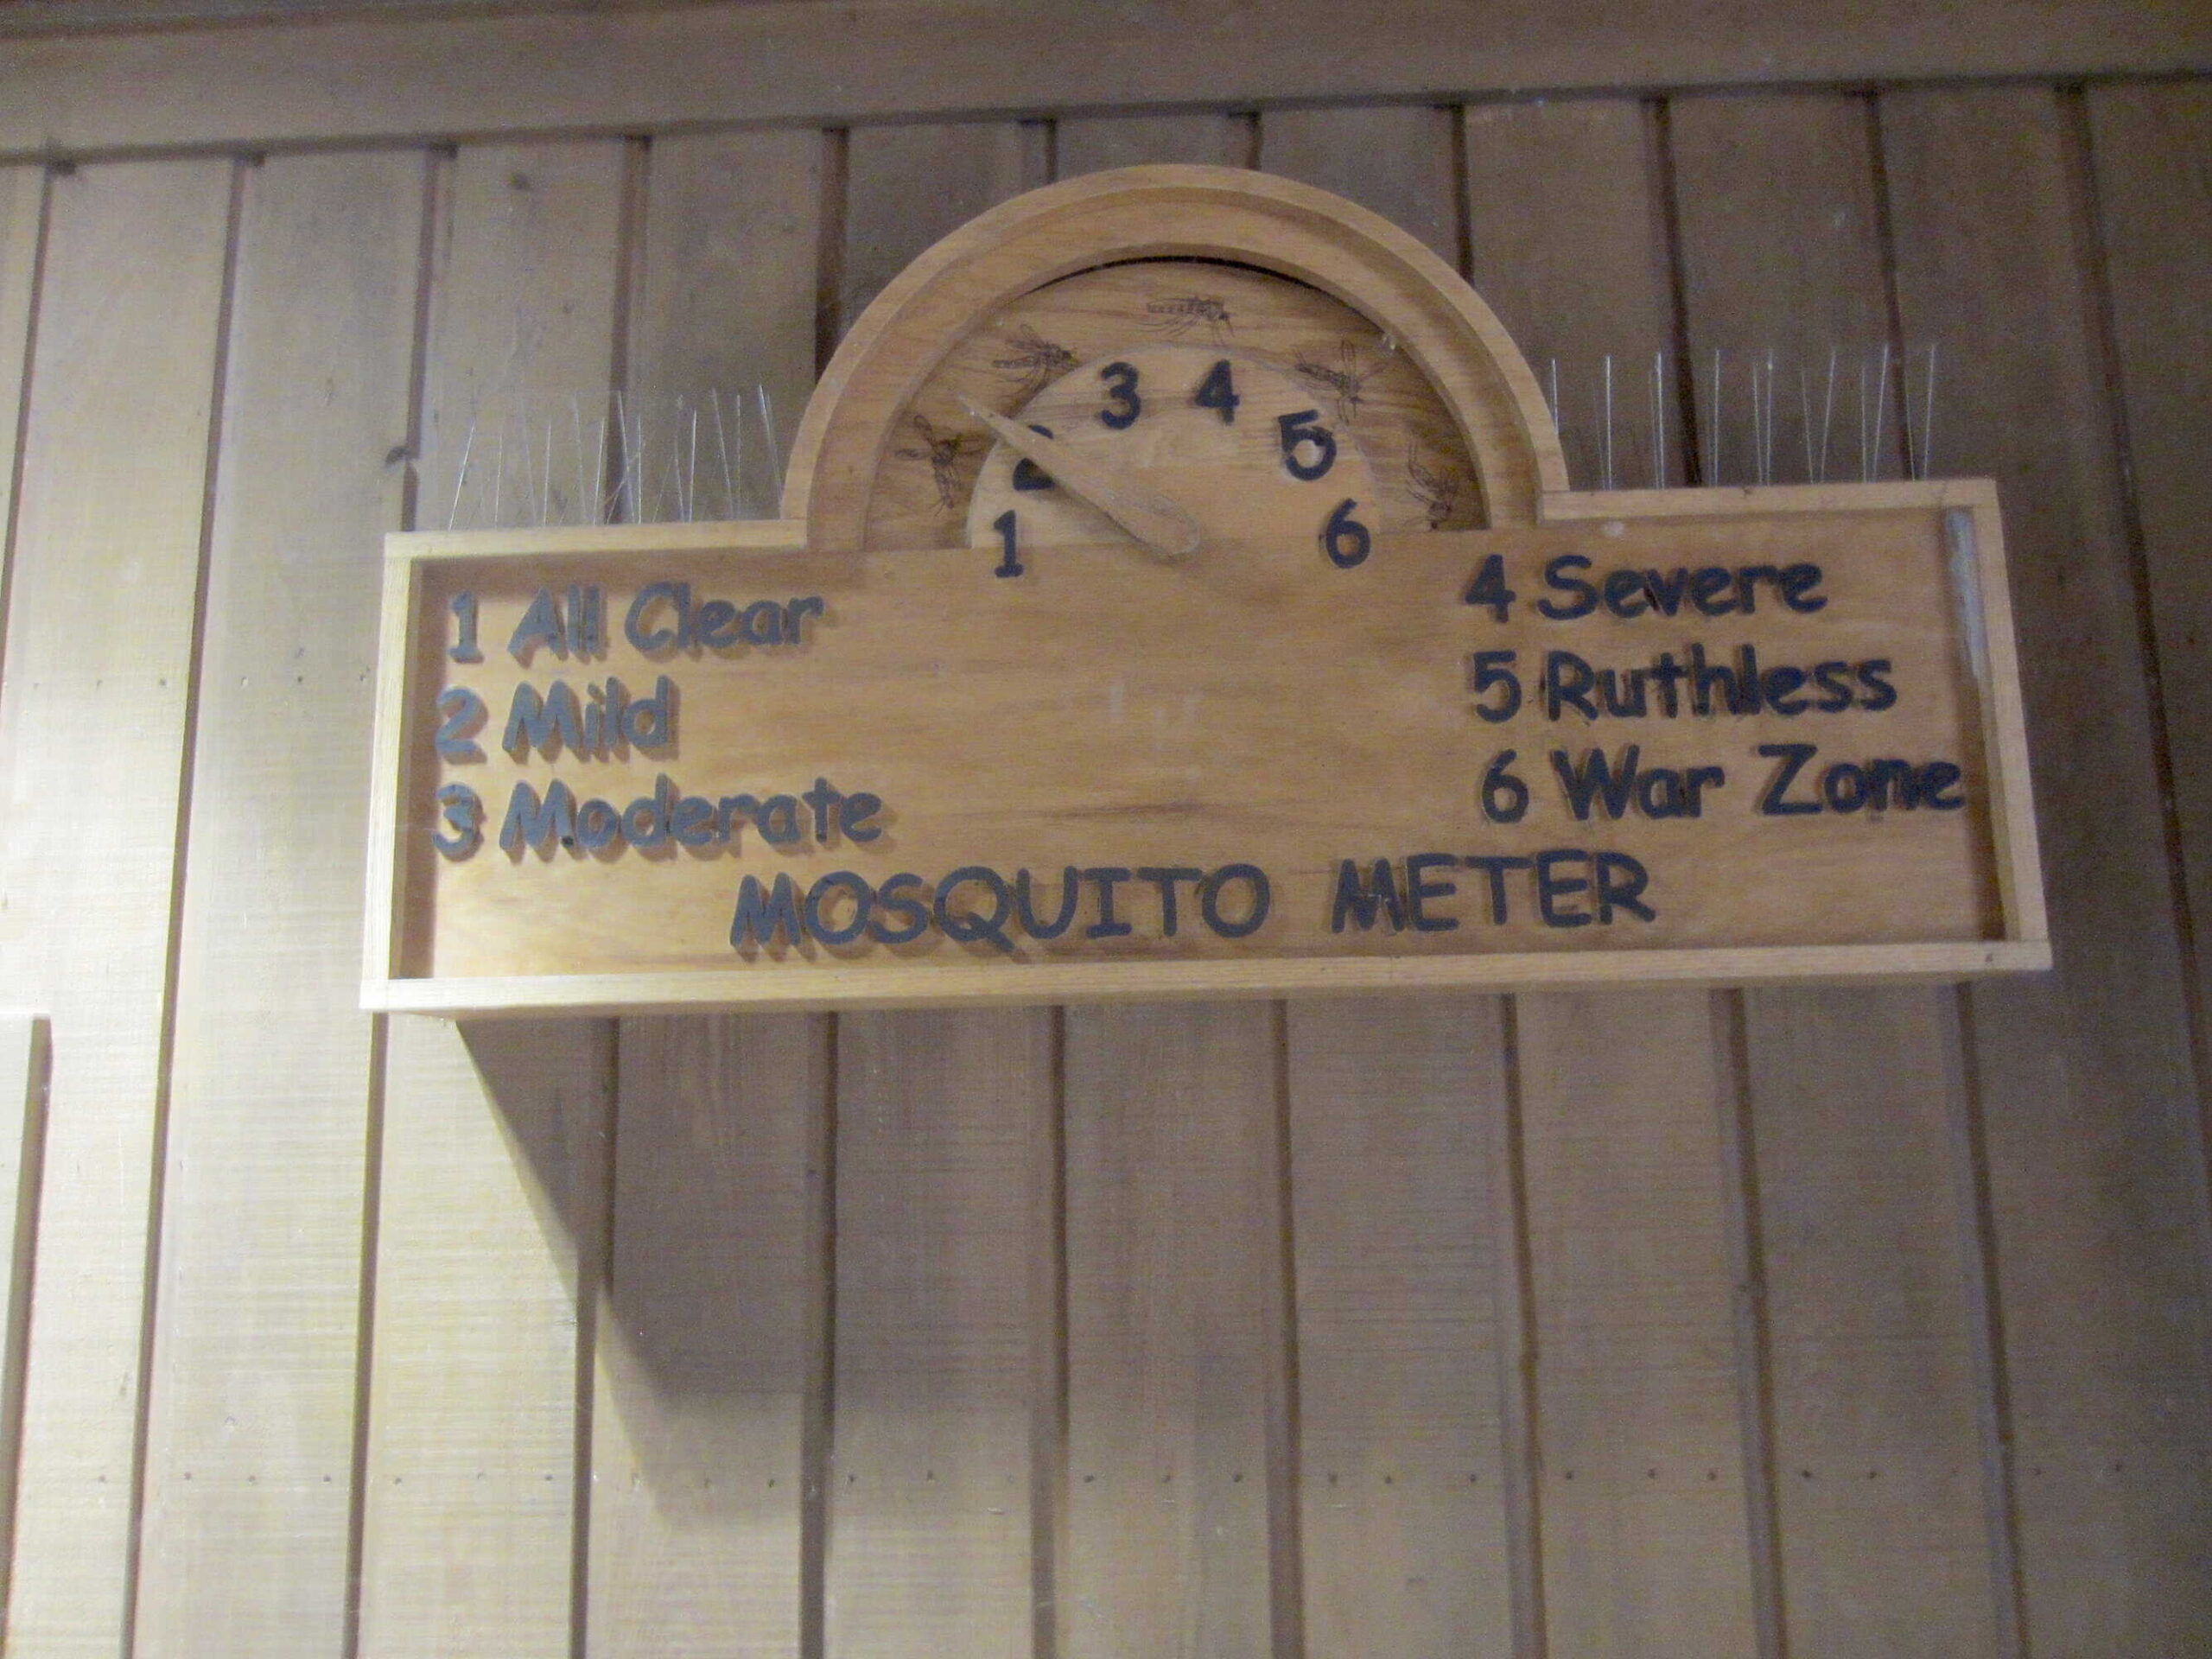 1 2 3 4 5 6
1 All Clear
2 Mild
3 Moderate
4 Severe
5 Ruthless
6 War Zone
MOSQUITO METER